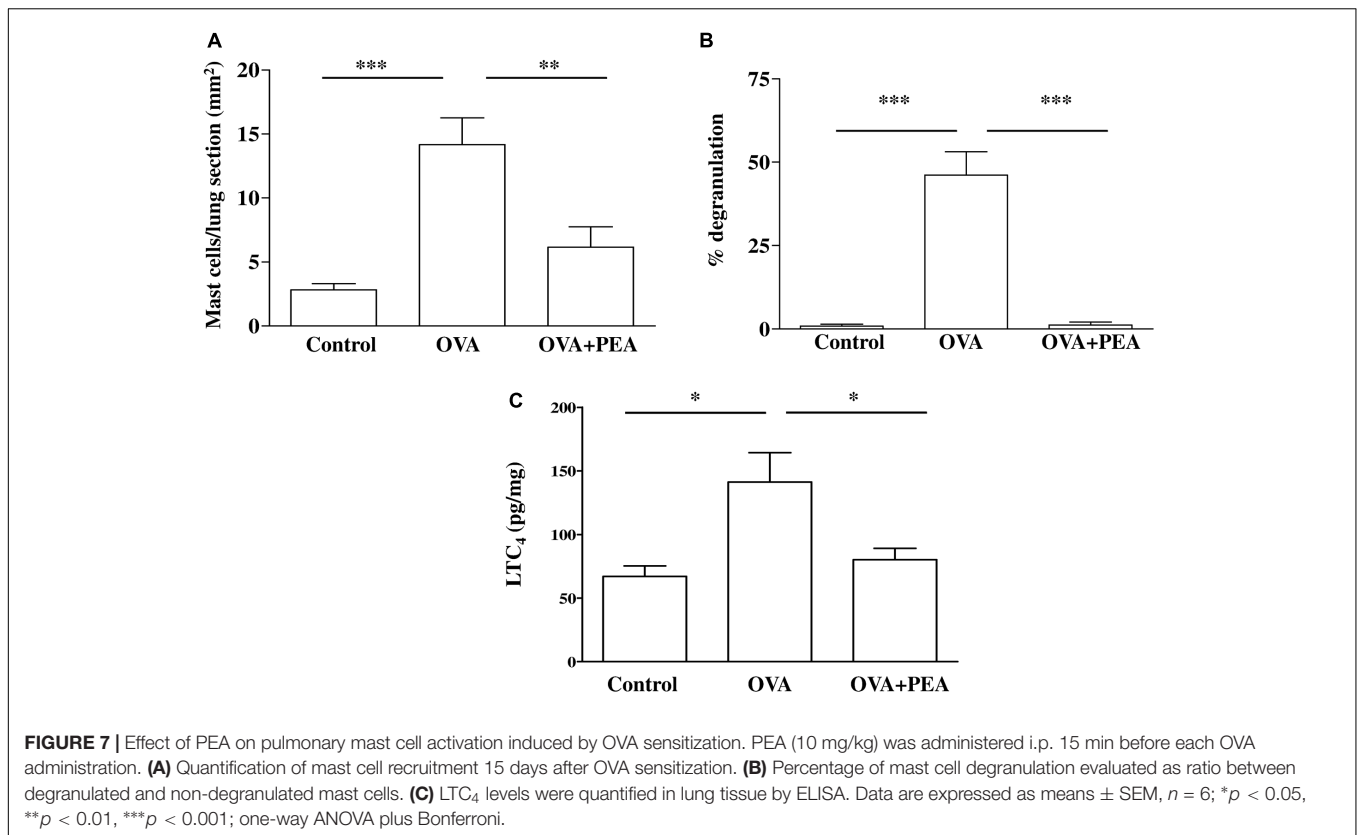 A
Mast cells/lung section (mm²)
20
15
10
5
0
***
**
Control OVA OVA+PEA
B
% degranulation
75
50
25
0
***
***
Control OVA OVA+PEA
C
LTC₄ (pg/mg)
200
150
100
50
0
*
*
Control OVA OVA+PEA
FIGURE 7 | Effect of PEA on pulmonary mast cell activation induced by OVA sensitization. PEA (10 mg/kg) was administered i.p. 15 min before each OVA
administration. (A) Quantification of mast cell recruitment 15 days after OVA sensitization. (B) Percentage of mast cell degranulation evaluated as ratio between
degranulated and non-degranulated mast cells. (C) LTC₄ levels were quantified in lung tissue by ELISA. Data are expressed as means ± SEM, n = 6; *p < 0.05,
**p < 0.01, ***p < 0.001; one-way ANOVA plus Bonferroni.